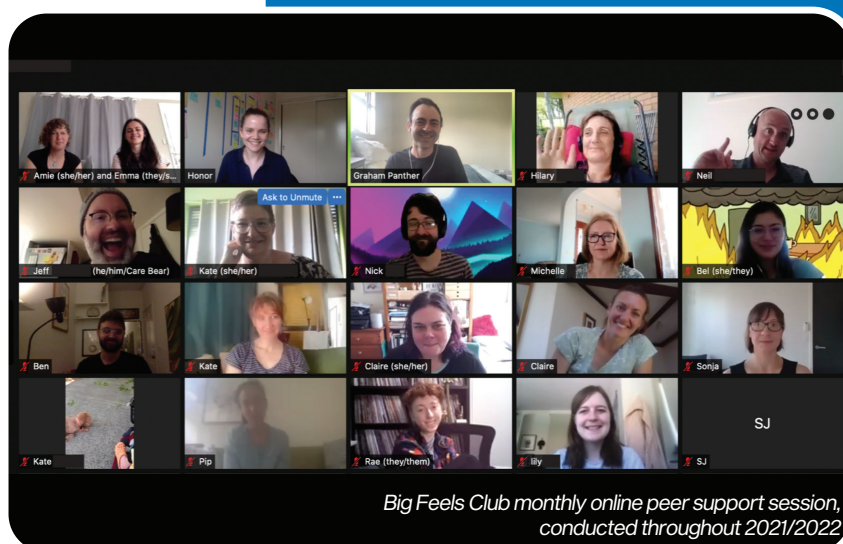 Amie (she/her) and Emma (they/s...
Honor
Graham Panther
Hilary
Neil
Ask to Unmute ...
Jeff (he/him/Care Bear)
Kate (she/her)
Nick
Michelle
Bel (she/they)
Ben
Kate
Claire (she/her)
Claire
Sonja
SJ
Kate
Pip
Rae (they/them)
lily
SJ
Big Feels Club monthly online peer support session,
conducted throughout 2021/2022